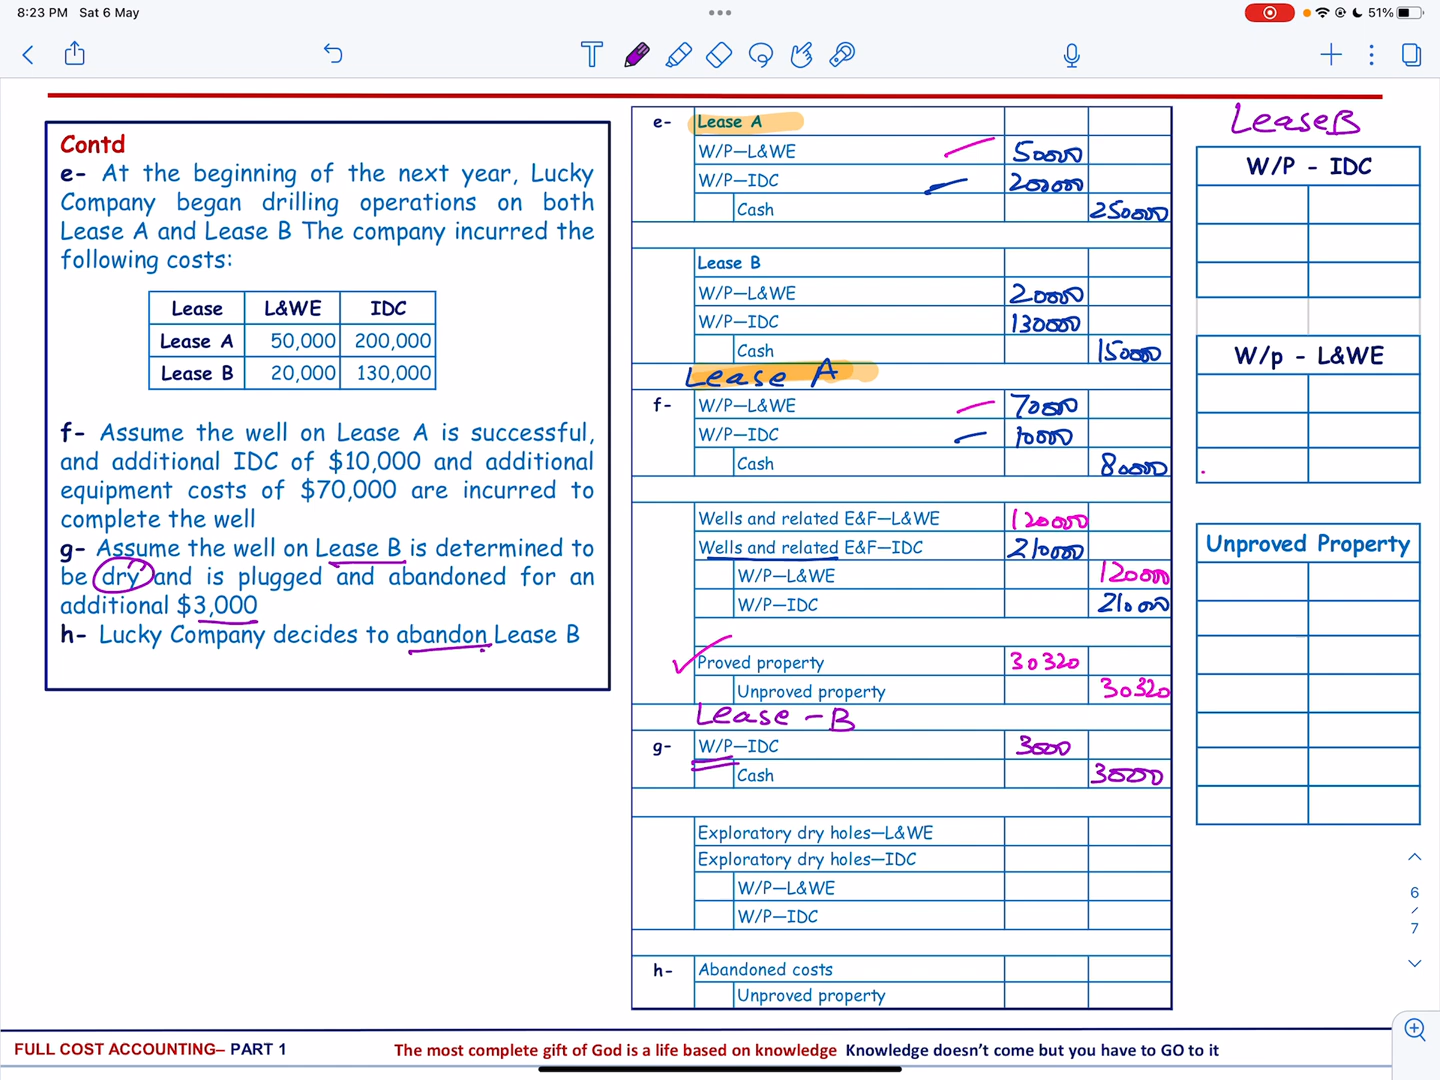 8:23 PM Sat 6 May
51%
Contd
e- At the beginning of the next year, Lucky
Company began drilling operations on both
Lease A and Lease B The company incurred the
following costs:
Lease L&WE IDC
Lease A 50,000 200,000
Lease B 20,000 130,000
f- Assume the well on Lease A is successful,
and additional IDC of $10,000 and additional
equipment costs of $70,000 are incurred to
complete the well
g- Assume the well on Lease B is determined to
be dry and is plugged and abandoned for an
additional $3,000
h- Lucky Company decides to abandon Lease B
e- Lease A
W/P—L&WE 50000
W/P—IDC 200000
Cash 250000
Lease B
W/P—L&WE 20000
W/P—IDC 130000
Cash 150000
Lease A
f- W/P—L&WE 70000
W/P—IDC 10000
Cash 80000
Wells and related E&F—L&WE 120000
Wells and related E&F—IDC 210000
W/P—L&WE 120000
W/P—IDC 210000
Proved property 30320
Unproved property 30320
Lease - B
g- W/P—IDC 3000
Cash 3000
Exploratory dry holes—L&WE
Exploratory dry holes—IDC
W/P—L&WE
W/P—IDC
h- Abandoned costs
Unproved property
Lease B
W/P - IDC
W/p - L&WE
Unproved Property
6
/
7
FULL COST ACCOUNTING– PART 1 The most complete gift of God is a life based on knowledge Knowledge doesn't come but you have to GO to it